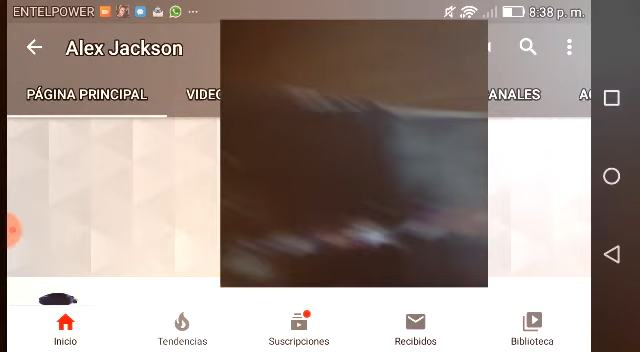 ENTELPOWER ... 8:38 p. m.
Alex Jackson
PÁGINA PRINCIPAL VIDEO ANALES A
Inicio Tendencias Suscripciones Recibidos Biblioteca